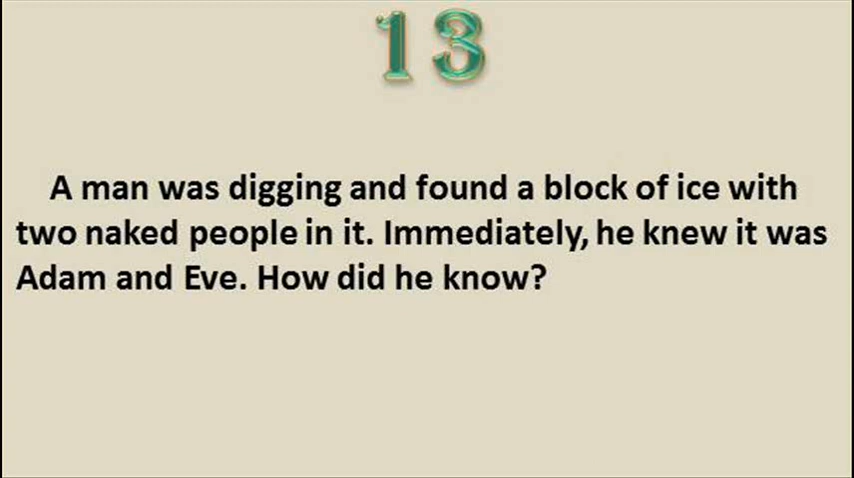 13
A man was digging and found a block of ice with
two naked people in it. Immediately, he knew it was
Adam and Eve. How did he know?